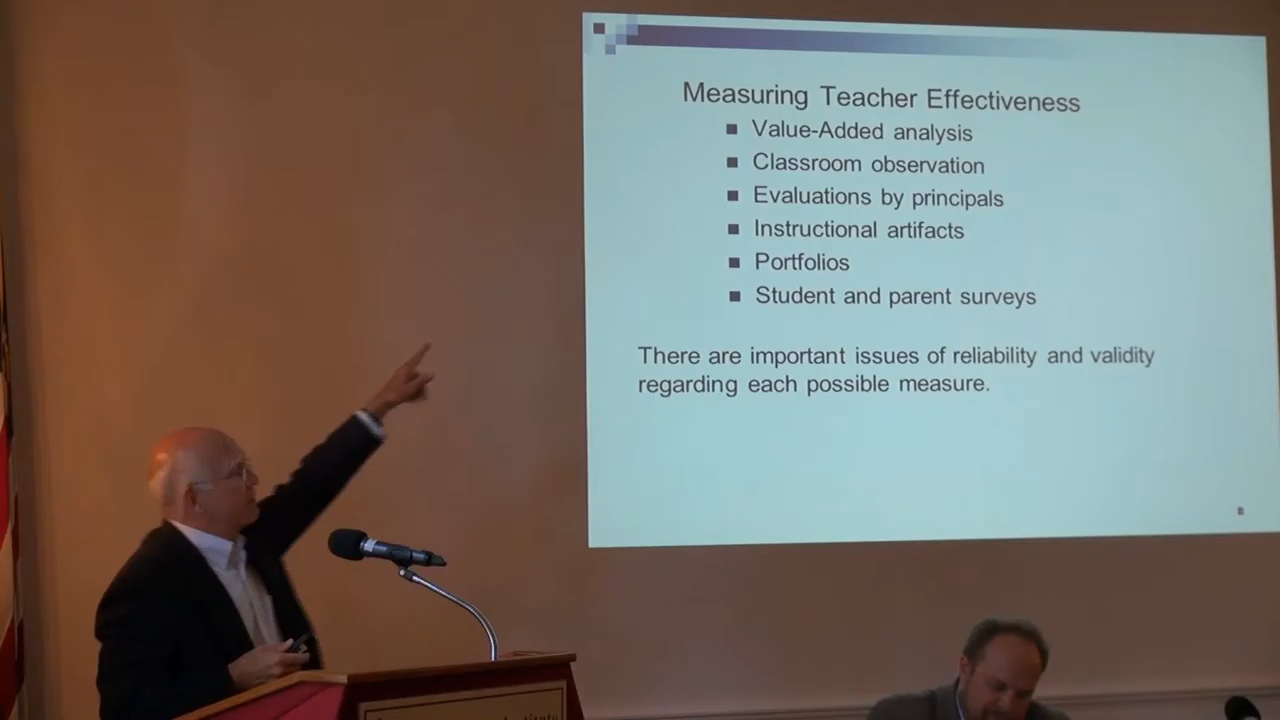 Measuring Teacher Effectiveness
Value-Added analysis
Classroom observation
Evaluations by principals
Instructional artifacts
Portfolios
Student and parent surveys
There are important issues of reliability and validity
regarding each possible measure.